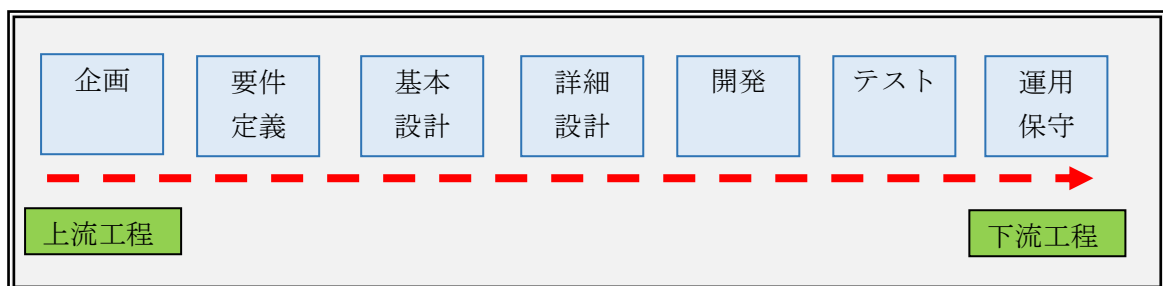 企画
要件
定義
基本
設計
詳細
設計
開発
テスト
運用
保守
上流工程
下流工程